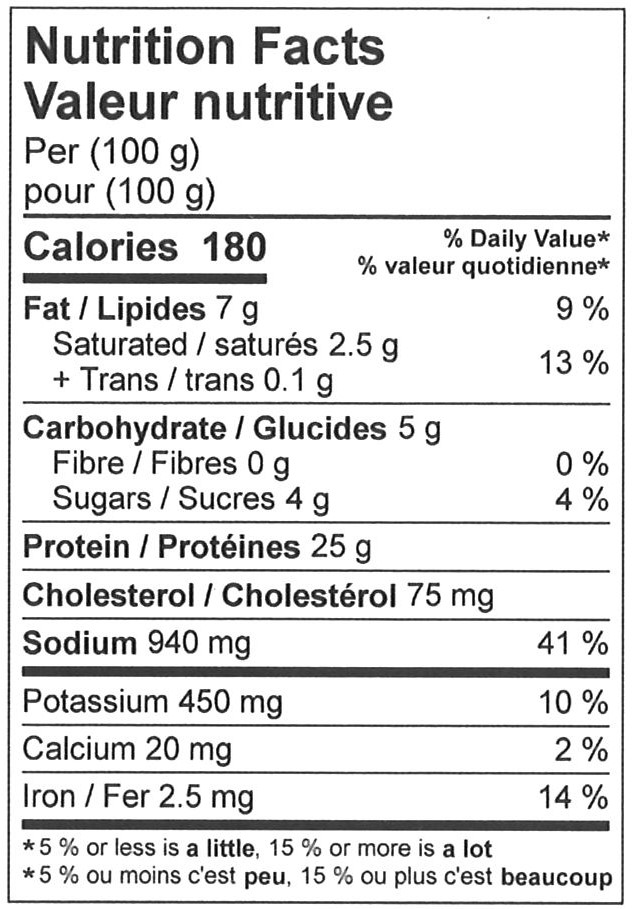 Nutrition Facts
Valeur nutritive
Per (100 g)
pour (100 g)
Calories 180
% Daily Value*
% valeur quotidienne*
Fat / Lipides 7 g 9 %
Saturated / saturés 2.5 g
+ Trans / trans 0.1 g
13 %
Carbohydrate / Glucides 5 g
Fibre / Fibres 0 g 0 %
Sugars / Sucres 4 g 4 %
Protein / Protéines 25 g
Cholesterol / Cholestérol 75 mg
Sodium 940 mg 41 %
Potassium 450 mg 10 %
Calcium 20 mg 2 %
Iron / Fer 2.5 mg 14 %
*5 % or less is a little, 15 % or more is a lot
*5 % ou moins c'est peu, 15 % ou plus c'est beaucoup